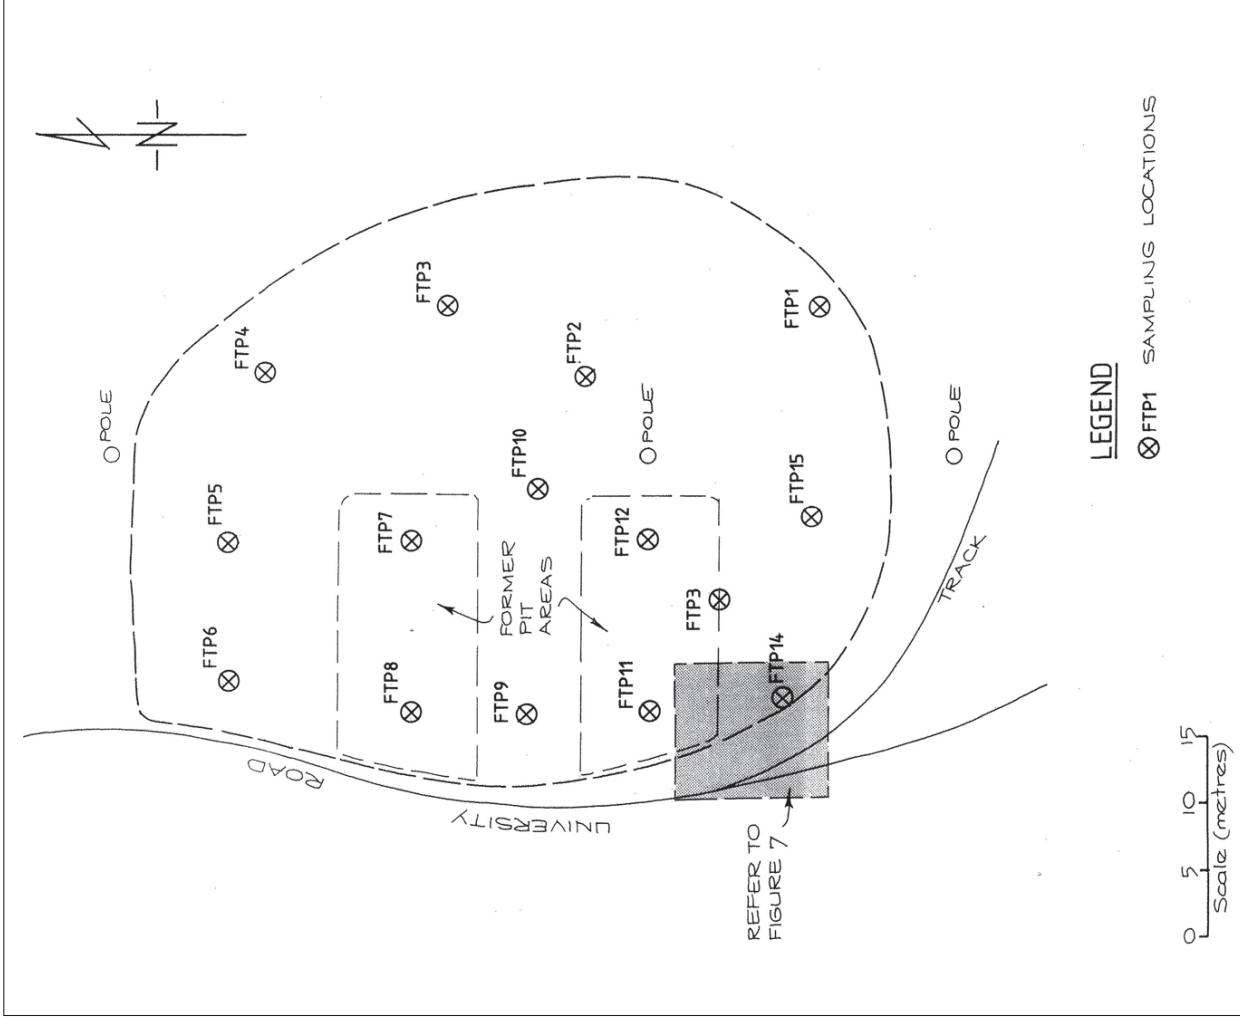 N
FTP3
FTP4
FTP2
FTP1
POLE
POLE
POLE
FTP10
FTP5
FTP7
FTP12
FTP15
FORMER
PIT
AREAS
FTP3
FTP6
FTP8
FTP9
FTP11
FTP14
TRACK
UNIVERSITY
ROAD
REFER TO
FIGURE 7
LEGEND
FTP1 SAMPLING LOCATIONS
0 5 10 15
Scale (metres)